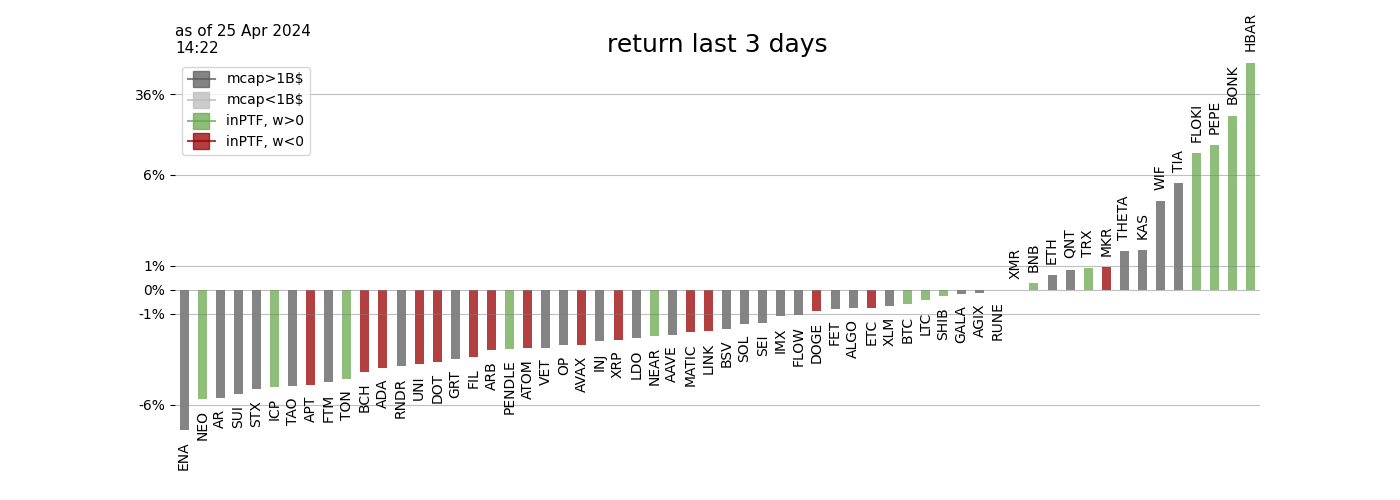 as of 25 Apr 2024
14:22
return last 3 days
mcap>1B$
mcap<1B$
inPTF, w>0
inPTF, w<0
36%
6%
1%
0%
-1%
-6%
ENA
NEO
AR
SUI
STX
ICP
TAO
APT
FTM
TON
BCH
ADA
RNDR
UNI
DOT
GRT
FIL
ARB
PENDLE
ATOM
VET
OP
AVAX
INJ
XRP
LDO
NEAR
AAVE
MATIC
LINK
BSV
SOL
SEI
IMX
FLOW
DOGE
FET
ALGO
ETC
XLM
BTC
LTC
SHIB
GALA
AGIX
RUNE
XMR
BNB
ETH
QNT
TRX
MKR
THETA
KAS
WIF
TIA
FLOKI
PEPE
BONK
HBAR